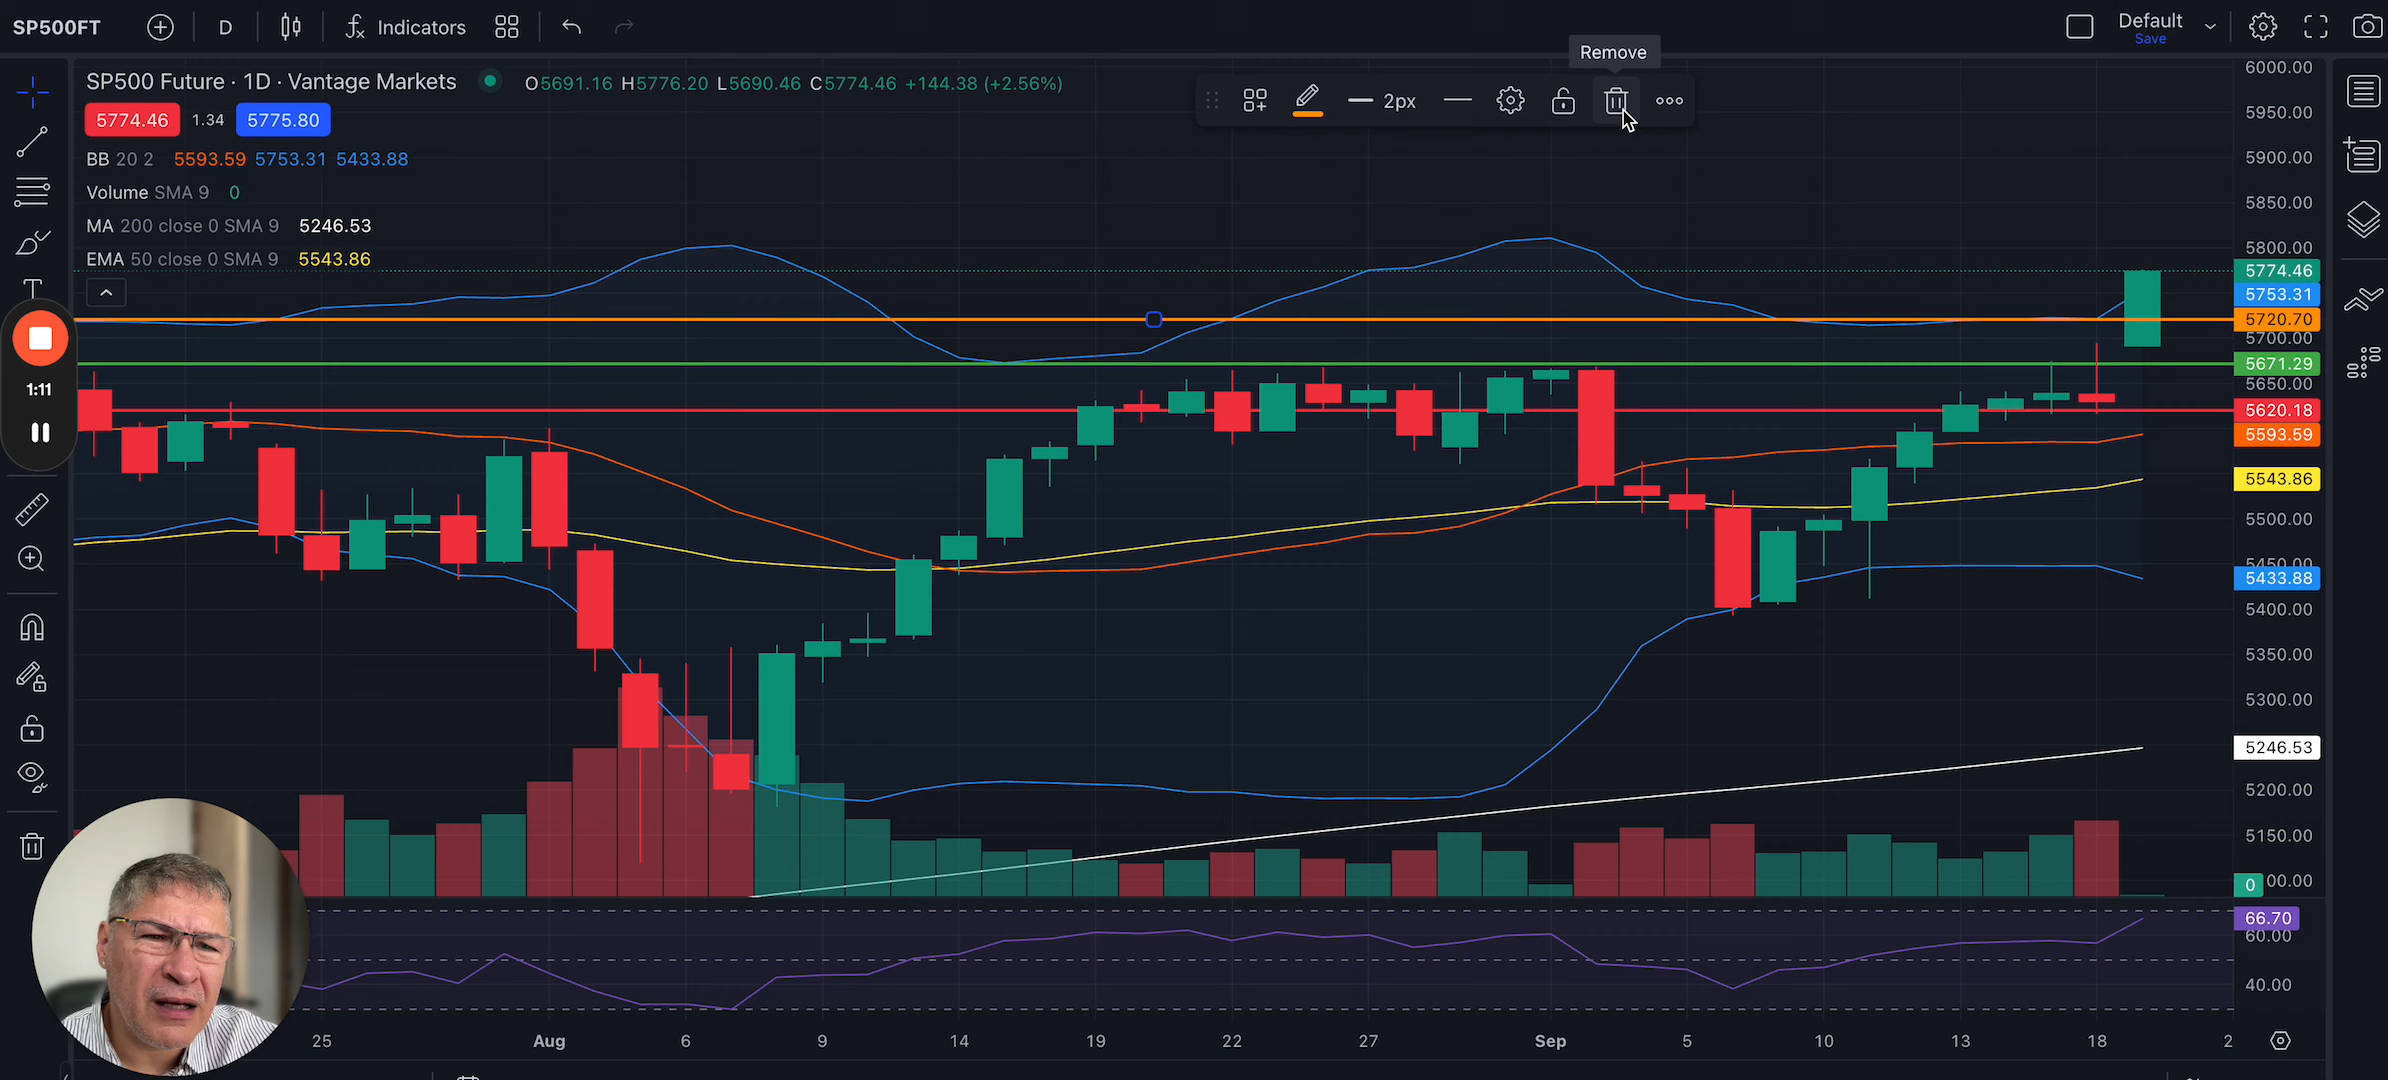 SP500FT D Indicators Default
Save
Remove
SP500 Future · 1D · Vantage Markets O5691.16 H5776.20 L5690.46 C5774.46 +144.38 (+2.56%)
2px
5774.46 1.34 5775.80
BB 20 2 5593.59 5753.31 5433.88
Volume SMA 9 0
MA 200 close 0 SMA 9 5246.53
EMA 50 close 0 SMA 9 5543.86
T
1:11
6000.00
5950.00
5900.00
5850.00
5800.00
5774.46
5753.31
5720.70
5700.00
5671.29
5650.00
5620.18
5593.59
5543.86
5500.00
5450.00
5433.88
5400.00
5350.00
5300.00
5246.53
5200.00
5150.00
0 00.00
66.70
60.00
40.00
25 Aug 6 9 14 19 22 27 Sep 5 10 13 18 2